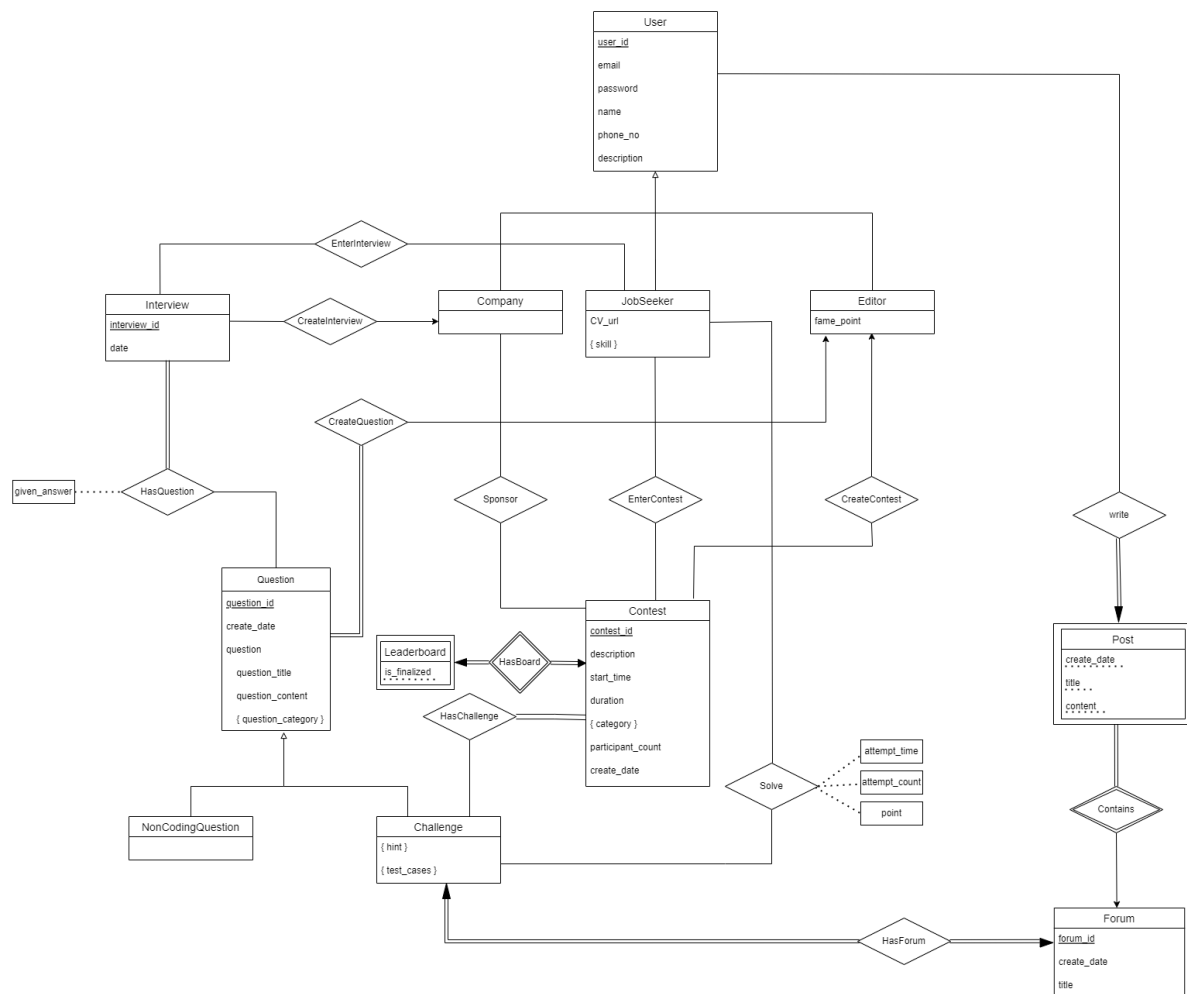 User
user_id
email
password
name
phone_no
description
EnterInterview
Interview
interview_id
date
CreateInterview
Company
JobSeeker
CV_url
{ skill }
Editor
fame_point
CreateQuestion
given_answer
HasQuestion
Sponsor
EnterContest
CreateContest
write
Question
question_id
create_date
question
question_title
question_content
{ question_category }
Contest
contest_id
description
start_time
duration
{ category }
participant_count
create_date
Leaderboard
is_finalized
HasBoard
HasChallenge
Post
create_date
title
content
Solve
attempt_time
attempt_count
point
Contains
NonCodingQuestion
Challenge
{ hint }
{ test_cases }
HasForum
Forum
forum_id
create_date
title